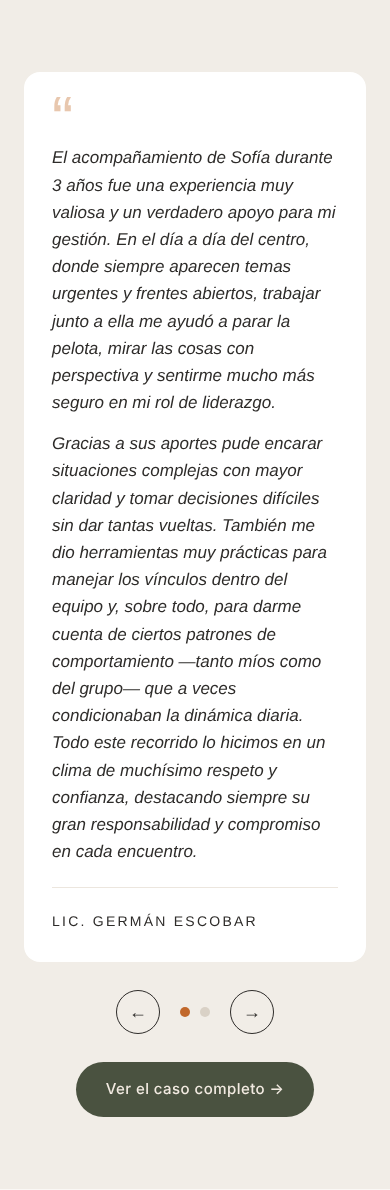 “
El acompañamiento de Sofía durante
3 años fue una experiencia muy
valiosa y un verdadero apoyo para mi
gestión. En el día a día del centro,
donde siempre aparecen temas
urgentes y frentes abiertos, trabajar
junto a ella me ayudó a parar la
pelota, mirar las cosas con
perspectiva y sentirme mucho más
seguro en mi rol de liderazgo.
Gracias a sus aportes pude encarar
situaciones complejas con mayor
claridad y tomar decisiones difíciles
sin dar tantas vueltas. También me
dio herramientas muy prácticas para
manejar los vínculos dentro del
equipo y, sobre todo, para darme
cuenta de ciertos patrones de
comportamiento —tanto míos como
del grupo— que a veces
condicionaban la dinámica diaria.
Todo este recorrido lo hicimos en un
clima de muchísimo respeto y
confianza, destacando siempre su
gran responsabilidad y compromiso
en cada encuentro.
LIC. GERMÁN ESCOBAR
← →
Ver el caso completo →